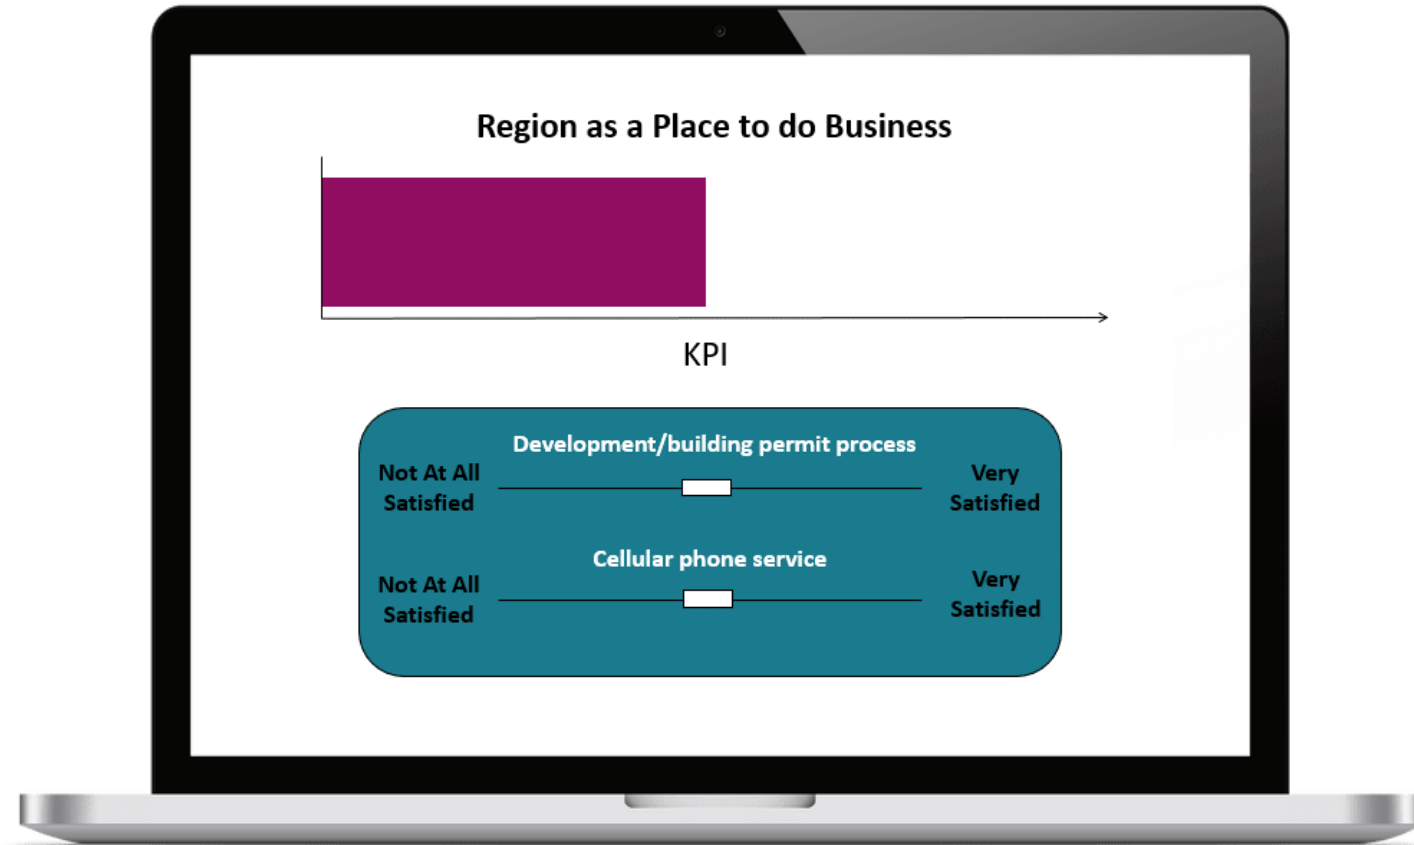 Region as a Place to do Business
KPI
Development/building permit process
Not At All
Satisfied
Very
Satisfied
Cellular phone service
Not At All
Satisfied
Very
Satisfied